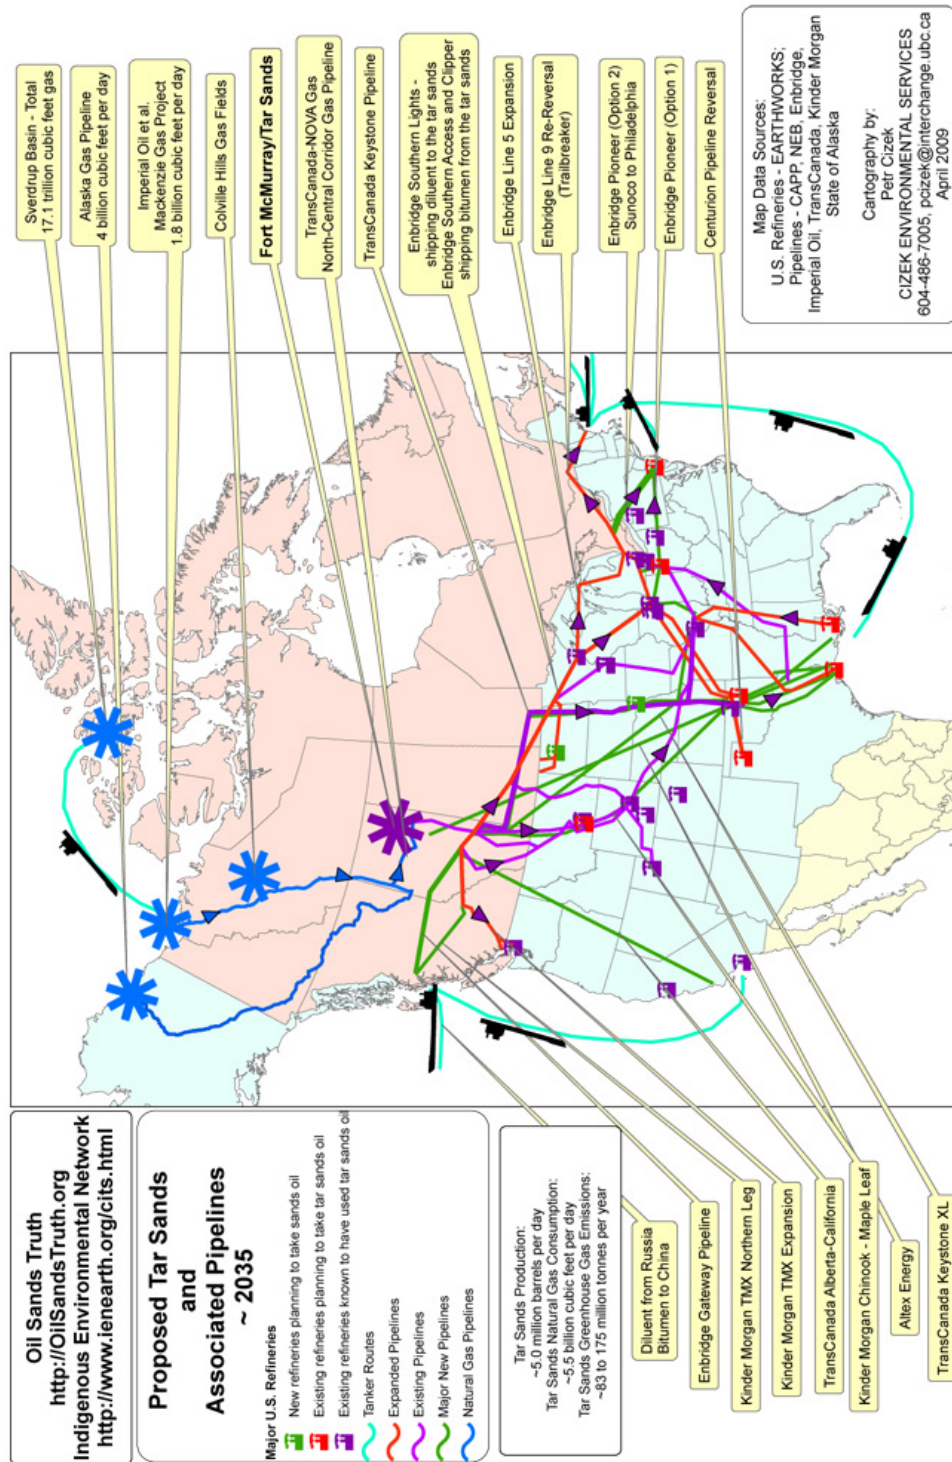 Oil Sands Truth
http://OilSandsTruth.org
Indigenous Environmental Network
http://www.ienearth.org/cits.html
Proposed Tar Sands
and
Associated Pipelines
~ 2035
Major U.S. Refineries
New refineries planning to take sands oil
Existing refineries planning to take tar sands oil
Existing refineries known to have used tar sands oil
Tanker Routes
Expanded Pipelines
Existing Pipelines
Major New Pipelines
Natural Gas Pipelines
Tar Sands Production:
~5.0 million barrels per day
Tar Sands Natural Gas Consumption:
~5.5 billion cubic feet per day
Tar Sands Greenhouse Gas Emissions:
~83 to 175 million tonnes per year
Diluent from Russia
Bitumen to China
Enbridge Gateway Pipeline
Kinder Morgan TMX Northern Leg
Kinder Morgan TMX Expansion
TransCanada Alberta-California
Kinder Morgan Chinook - Maple Leaf
Altex Energy
TransCanada Keystone XL
Sverdrup Basin - Total
17.1 trillion cubic feet gas
Alaska Gas Pipeline
4 billion cubic feet per day
Imperial Oil et al.
Mackenzie Gas Project
1.8 billion cubic feet per day
Colville Hills Gas Fields
Fort McMurray/Tar Sands
TransCanada-NOVA Gas
North-Central Corridor Gas Pipeline
TransCanada Keystone Pipeline
Enbridge Southern Lights -
shipping diluent to the tar sands
Enbridge Southern Access and Clipper
shipping bitumen from the tar sands
Enbridge Line 5 Expansion
Enbridge Line 9 Re-Reversal
(Trailbreaker)
Enbridge Pioneer (Option 2)
Sunoco to Philadelphia
Enbridge Pioneer (Option 1)
Centurion Pipeline Reversal
Map Data Sources:
U.S. Refineries - EARTHWORKS;
Pipelines - CAPP, NEB, Enbridge,
Imperial Oil, TransCanada, Kinder Morgan
State of Alaska
Cartography by:
Petr Cizek
CIZEK ENVIRONMENTAL SERVICES
604-486-7005, pcizek@interchange.ubc.ca
April 2009